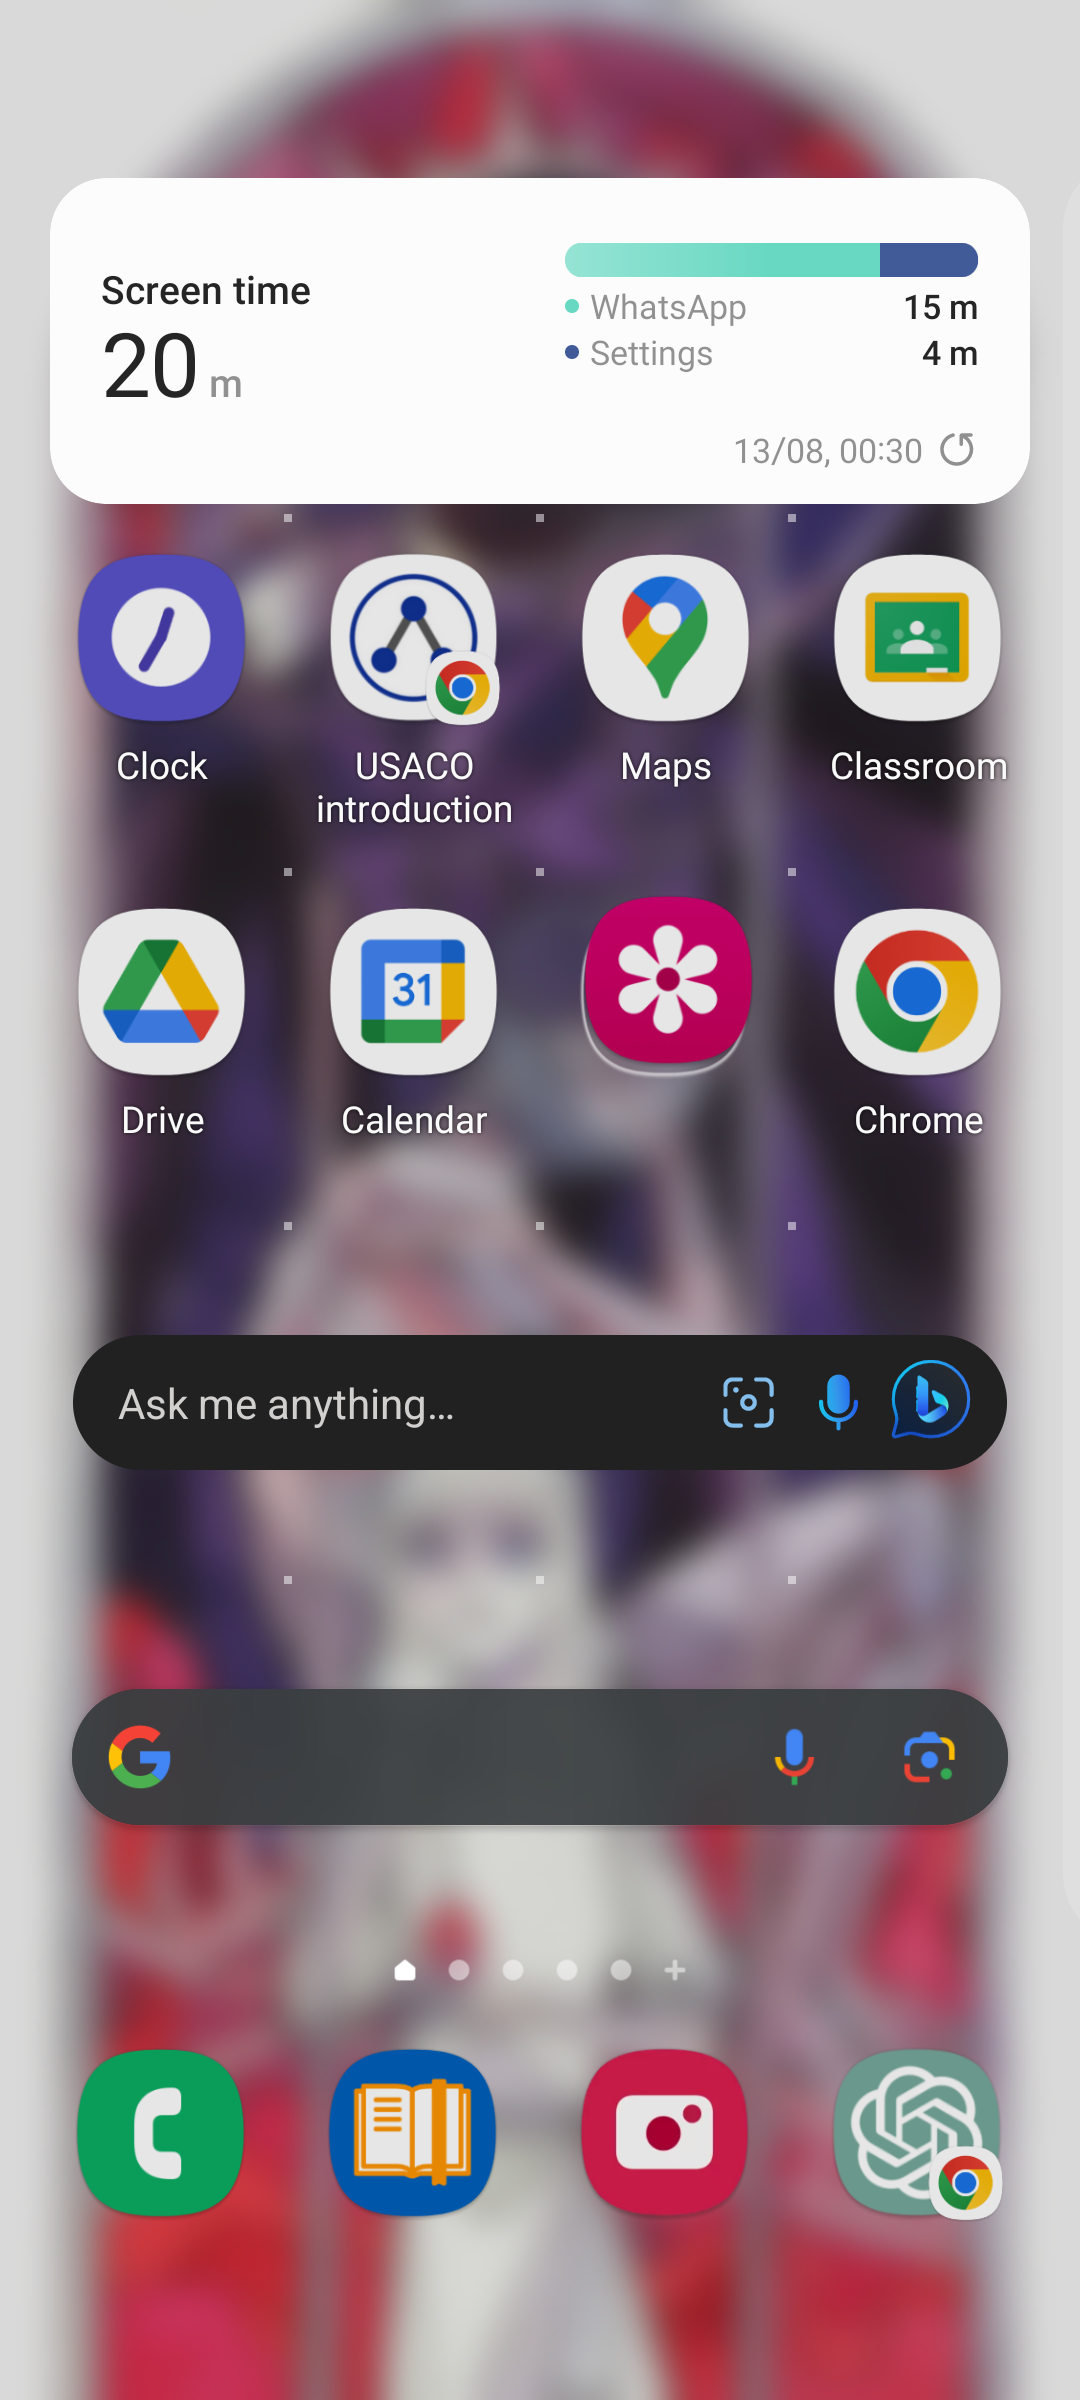 Screen time
20 m
WhatsApp 15 m
Settings 4 m
13/08, 00:30
Clock
USACO
introduction
Maps
Classroom
31
Drive
Calendar
Chrome
Ask me anything...